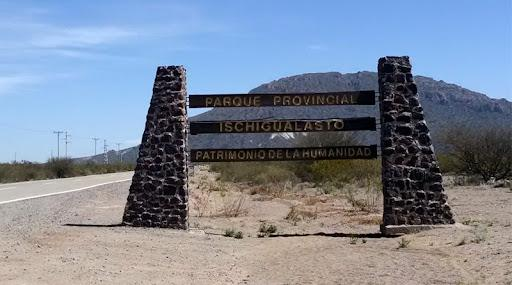 PARQUE PROVINCIAL
ISCHIGUALASTO
PATRIMONIO DE LA HUMANIDAD